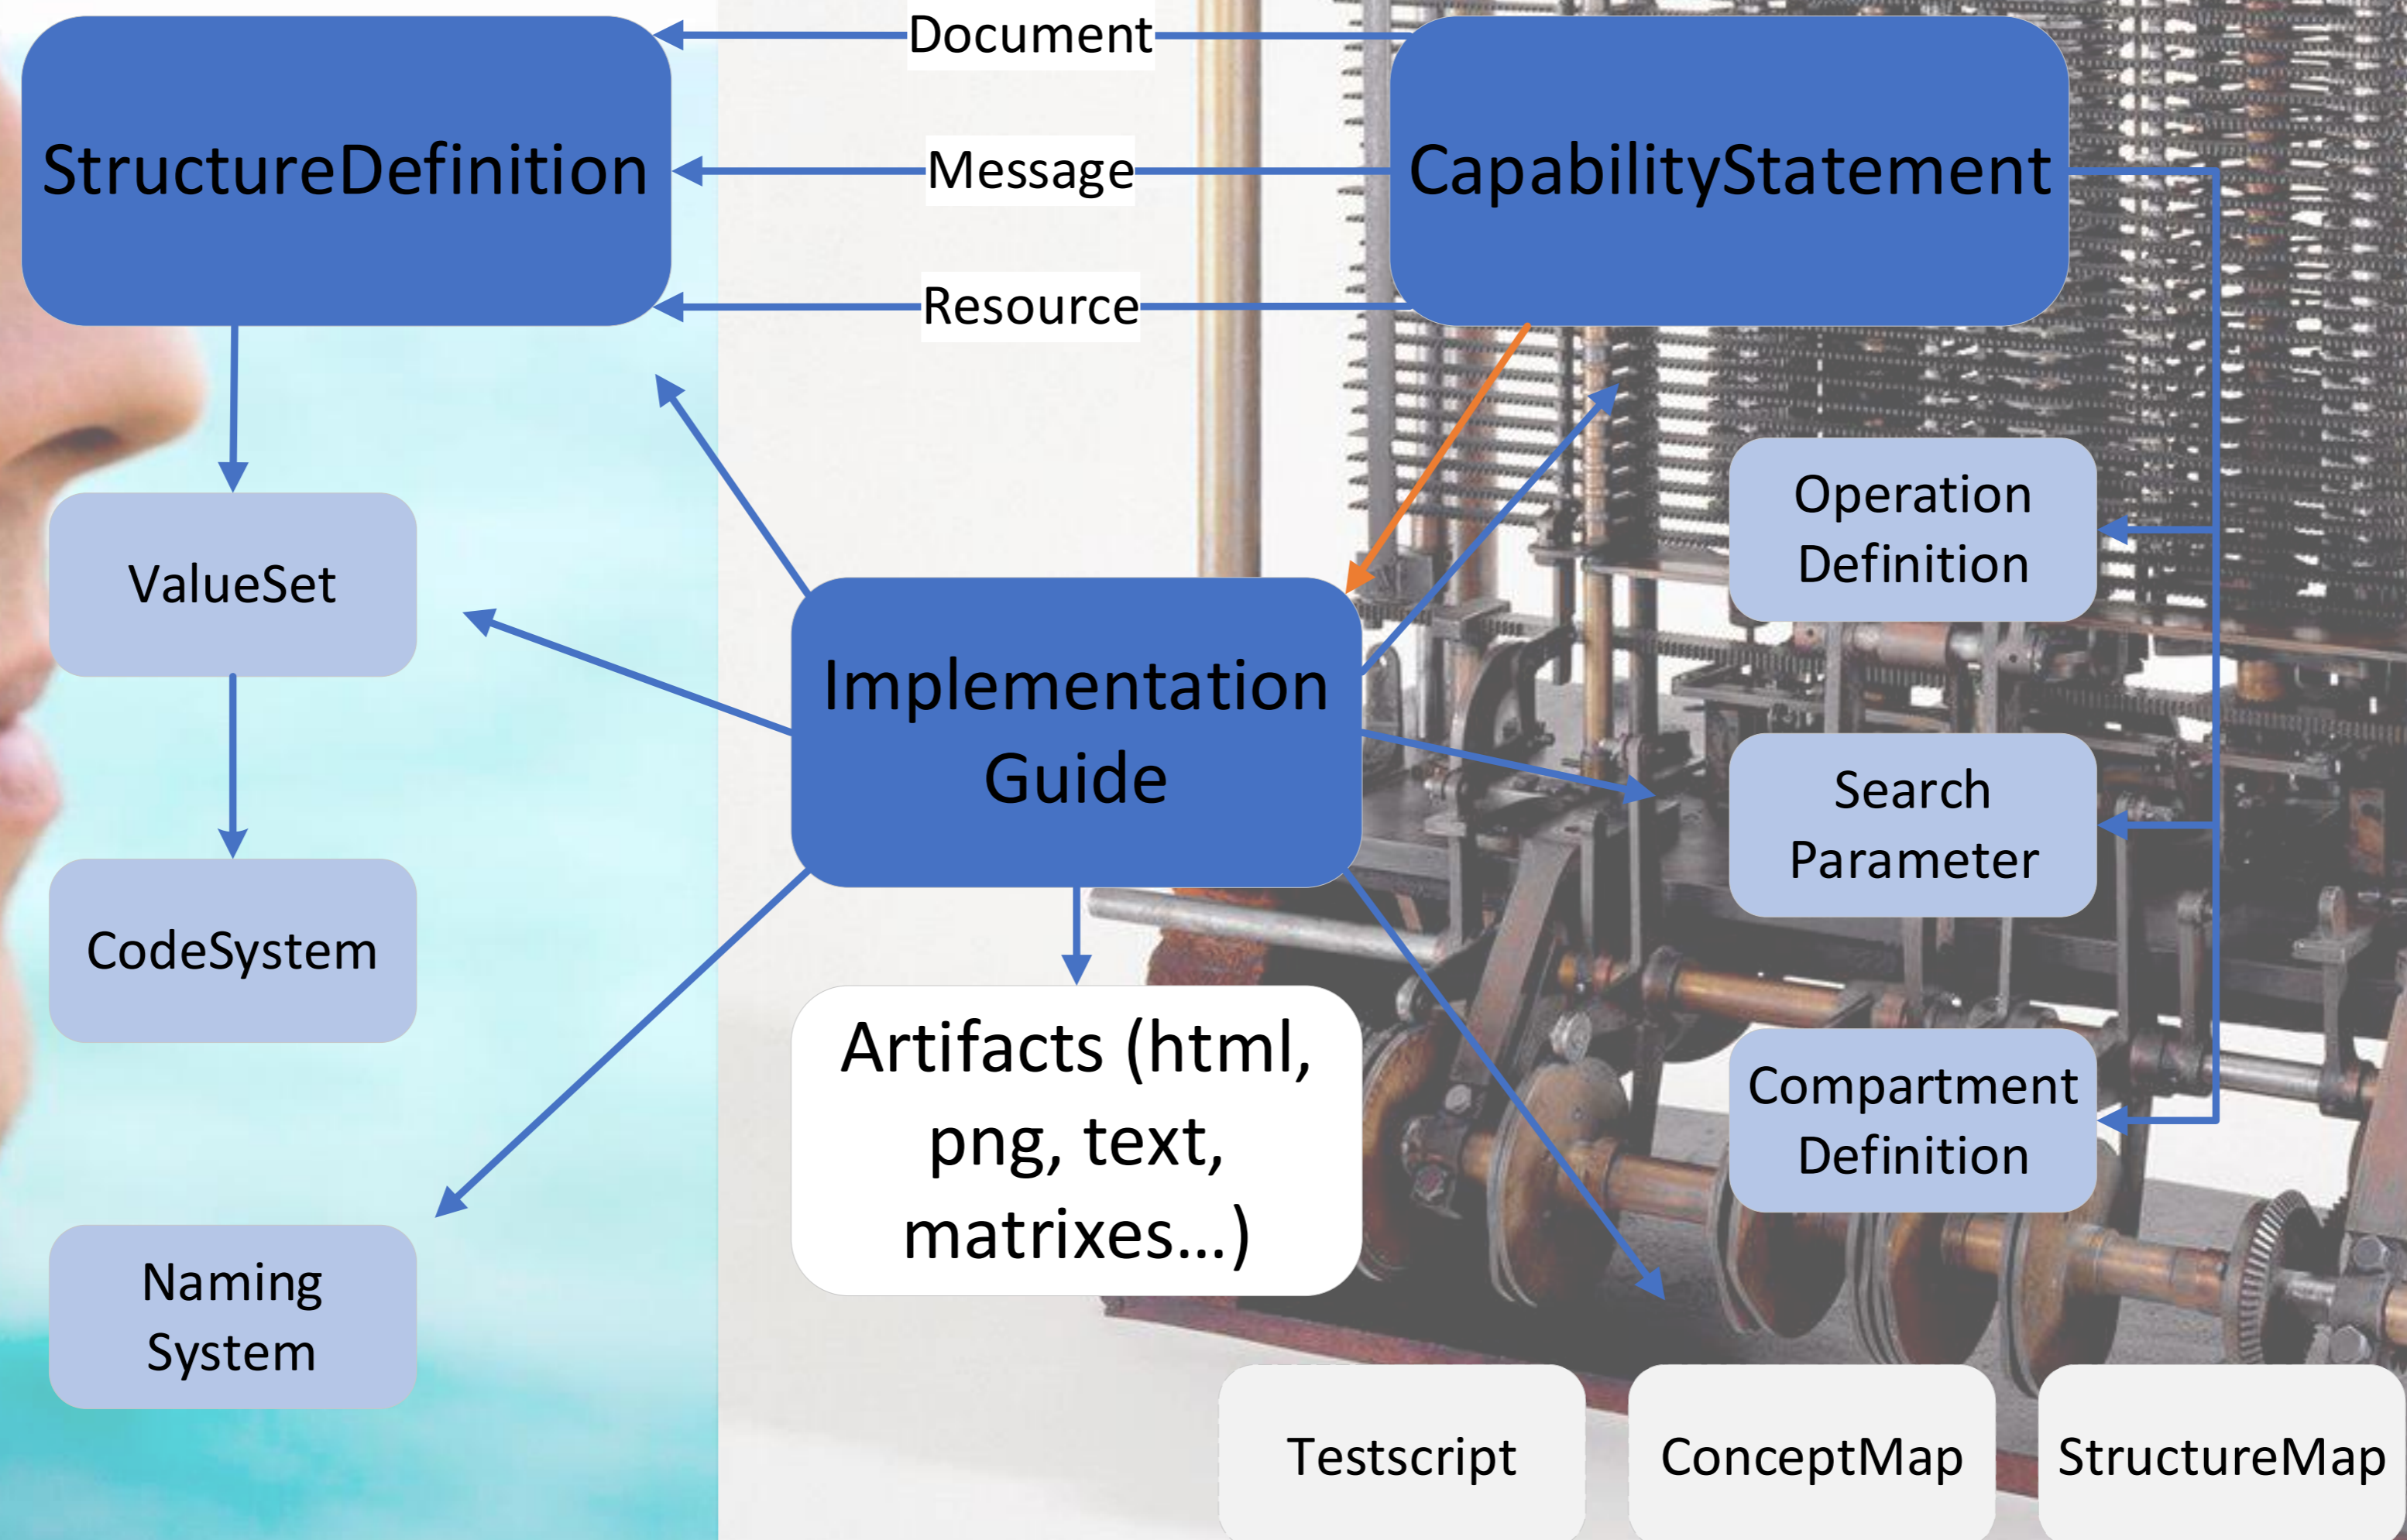 Document
StructureDefinition
Message
CapabilityStatement
Resource
Operation
Definition
ValueSet
Implementation
Guide
Search
Parameter
CodeSystem
Artifacts (html,
png, text,
matrixes...)
Compartment
Definition
Naming
System
Testscript
ConceptMap
StructureMap